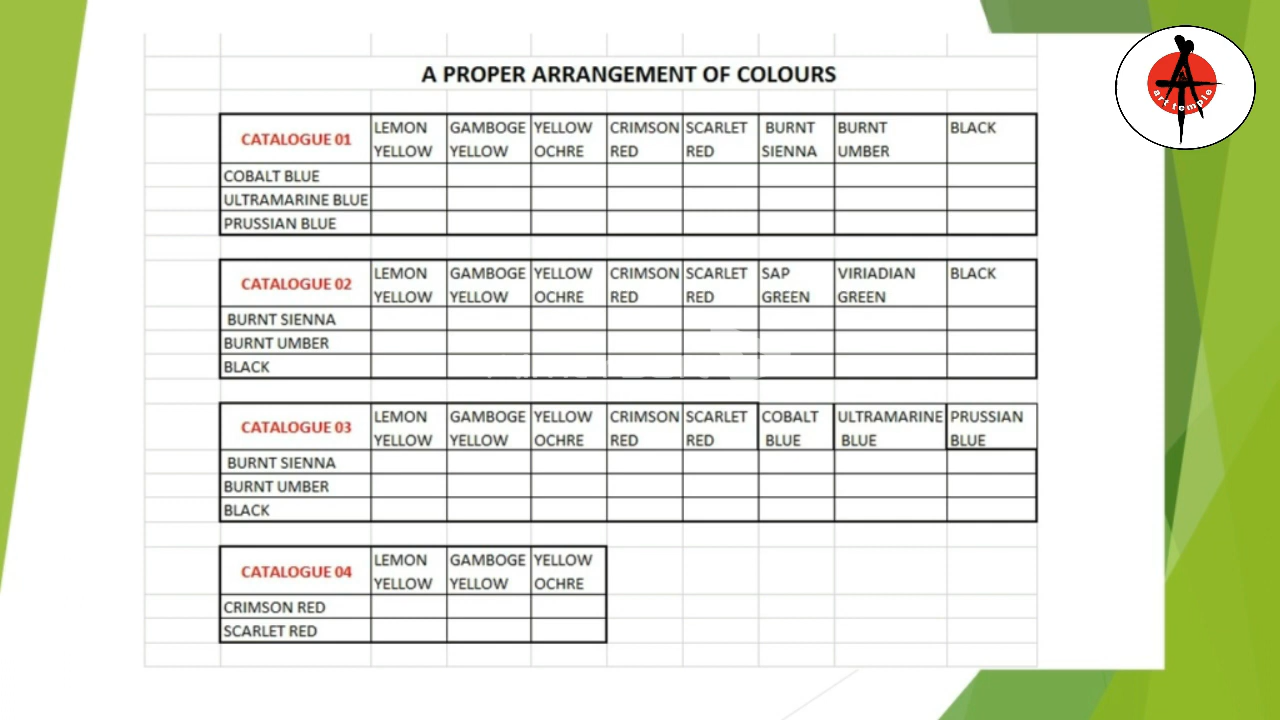 A PROPER ARRANGEMENT OF COLOURS
art temple
CATALOGUE 01 LEMON YELLOW GAMBOGE YELLOW YELLOW OCHRE CRIMSON RED SCARLET RED BURNT SIENNA BURNT UMBER BLACK
COBALT BLUE
ULTRAMARINE BLUE
PRUSSIAN BLUE
CATALOGUE 02 LEMON YELLOW GAMBOGE YELLOW YELLOW OCHRE CRIMSON RED SCARLET RED SAP GREEN VIRIADIAN GREEN BLACK
BURNT SIENNA
BURNT UMBER
BLACK
CATALOGUE 03 LEMON YELLOW GAMBOGE YELLOW YELLOW OCHRE CRIMSON RED SCARLET RED COBALT BLUE ULTRAMARINE BLUE PRUSSIAN BLUE
BURNT SIENNA
BURNT UMBER
BLACK
CATALOGUE 04 LEMON YELLOW GAMBOGE YELLOW YELLOW OCHRE
CRIMSON RED
SCARLET RED